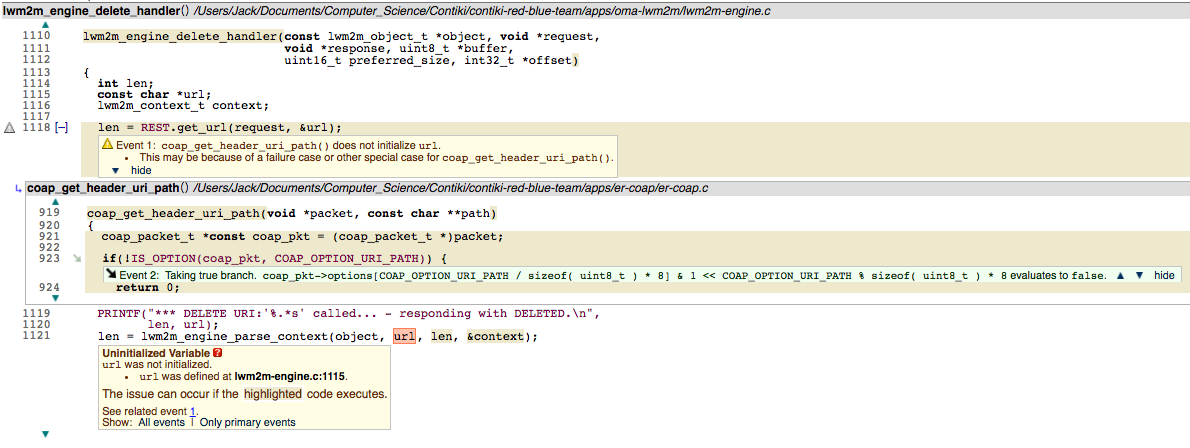 lwm2m_engine_delete_handler() /Users/Jack/Documents/Computer_Science/Contiki/contiki-red-blue-team/apps/oma-lwm2m/lwm2m-engine.c
1110 lwm2m_engine_delete_handler(const lwm2m_object_t *object, void *request,
1111 void *response, uint8_t *buffer,
1112 uint16_t preferred_size, int32_t *offset)
1113 {
1114 int len;
1115 const char *url;
1116 lwm2m_context_t context;
1117
1118 [−] len = REST.get_url(request, &url);
Event 1: coap_get_header_uri_path() does not initialize url.
• This may be because of a failure case or other special case for coap_get_header_uri_path().
hide
coap_get_header_uri_path() /Users/Jack/Documents/Computer_Science/Contiki/contiki-red-blue-team/apps/er-coap/er-coap.c
919 coap_get_header_uri_path(void *packet, const char **path)
920 {
921 coap_packet_t *const coap_pkt = (coap_packet_t *)packet;
922
923 if(!IS_OPTION(coap_pkt, COAP_OPTION_URI_PATH)) {
Event 2: Taking true branch. coap_pkt->options[COAP_OPTION_URI_PATH / sizeof( uint8_t ) * 8] & 1 << COAP_OPTION_URI_PATH % sizeof( uint8_t ) * 8 evaluates to false. hide
924 return 0;
1119 PRINTF("*** DELETE URI:'%.*s' called... - responding with DELETED.\n",
1120 len, url);
1121 len = lwm2m_engine_parse_context(object, url, len, &context);
Uninitialized Variable ?
url was not initialized.
• url was defined at lwm2m-engine.c:1115.
The issue can occur if the highlighted code executes.
See related event 1.
Show: All events | Only primary events